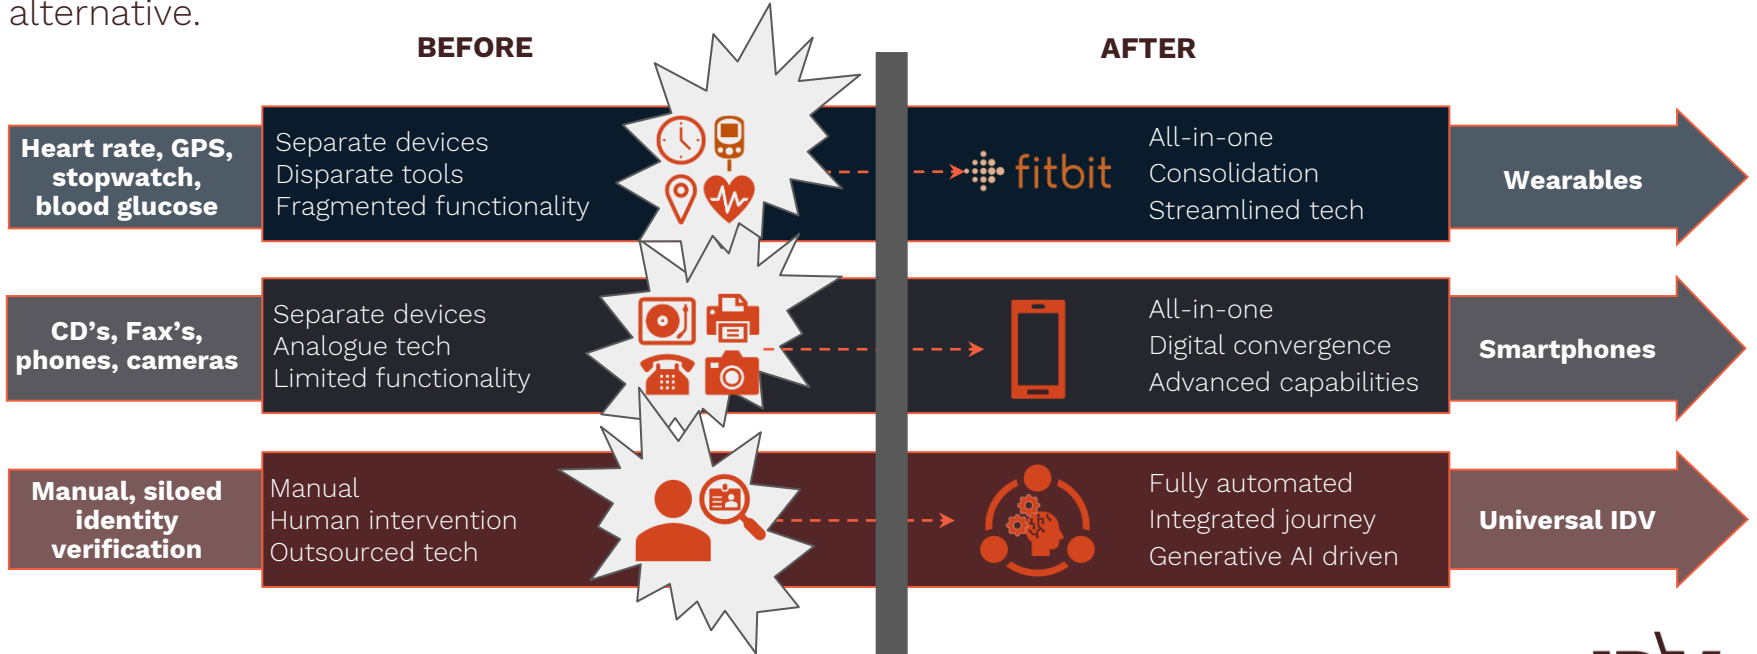 alternative.
BEFORE
AFTER
Heart rate, GPS,
stopwatch,
blood glucose
Separate devices
Disparate tools
Fragmented functionality
fitbit
All-in-one
Consolidation
Streamlined tech
Wearables
CD's, Fax's,
phones, cameras
Separate devices
Analogue tech
Limited functionality
All-in-one
Digital convergence
Advanced capabilities
Smartphones
Manual, siloed
identity
verification
Manual
Human intervention
Outsourced tech
Fully automated
Integrated journey
Generative AI driven
Universal IDV